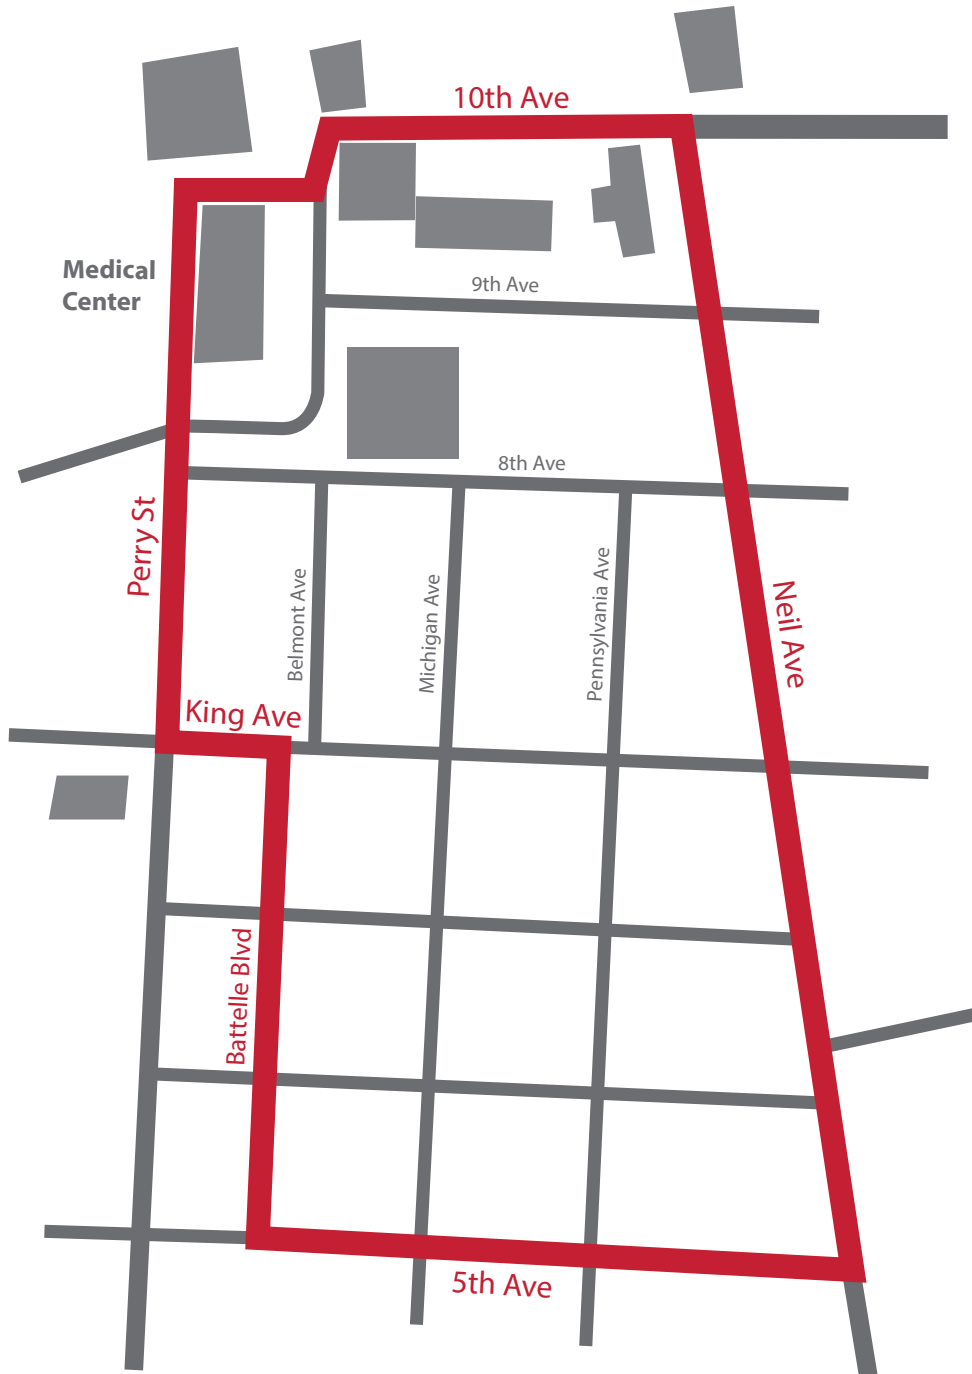 10th Ave
Medical
Center
9th Ave
8th Ave
Perry St
Belmont Ave
Michigan Ave
Pennsylvania Ave
Neil Ave
King Ave
Battelle Blvd
5th Ave